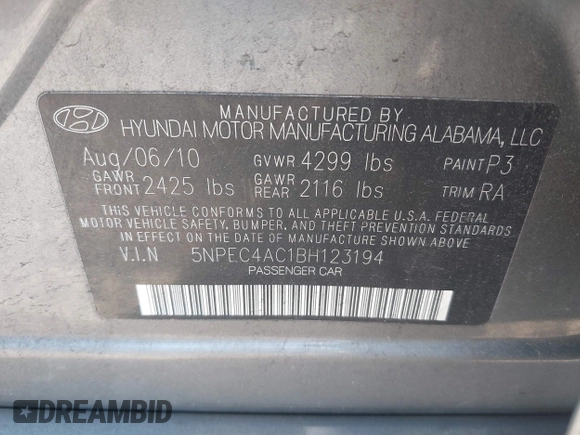 MANUFACTURED BY
HYUNDAI MOTOR MANUFACTURING ALABAMA, LLC
Aug/06/10 GVWR 4299 lbs PAINT P3
GAWR FRONT 2425 lbs GAWR REAR 2116 lbs TRIM RA
THIS VEHICLE CONFORMS TO ALL APPLICABLE U.S.A. FEDERAL
MOTOR VEHICLE SAFETY, BUMPER, AND THEFT PREVENTION STANDARDS
IN EFFECT ON THE DATE OF MANUFACTURE SHOWN ABOVE.
V.I.N 5NPEC4AC1BH123194
PASSENGER CAR
DREAMBID